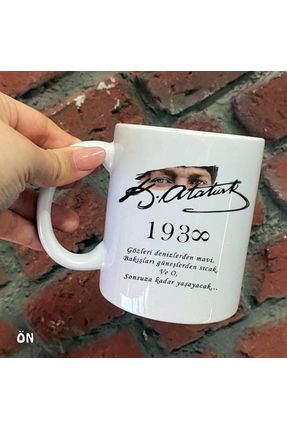 K. Atatürk
193∞
Gözleri denizlerden mavi,
Bakışları güneşlerden sıcak,
Ve O,
Sonsuza kadar yaşayacak,..
ÖN